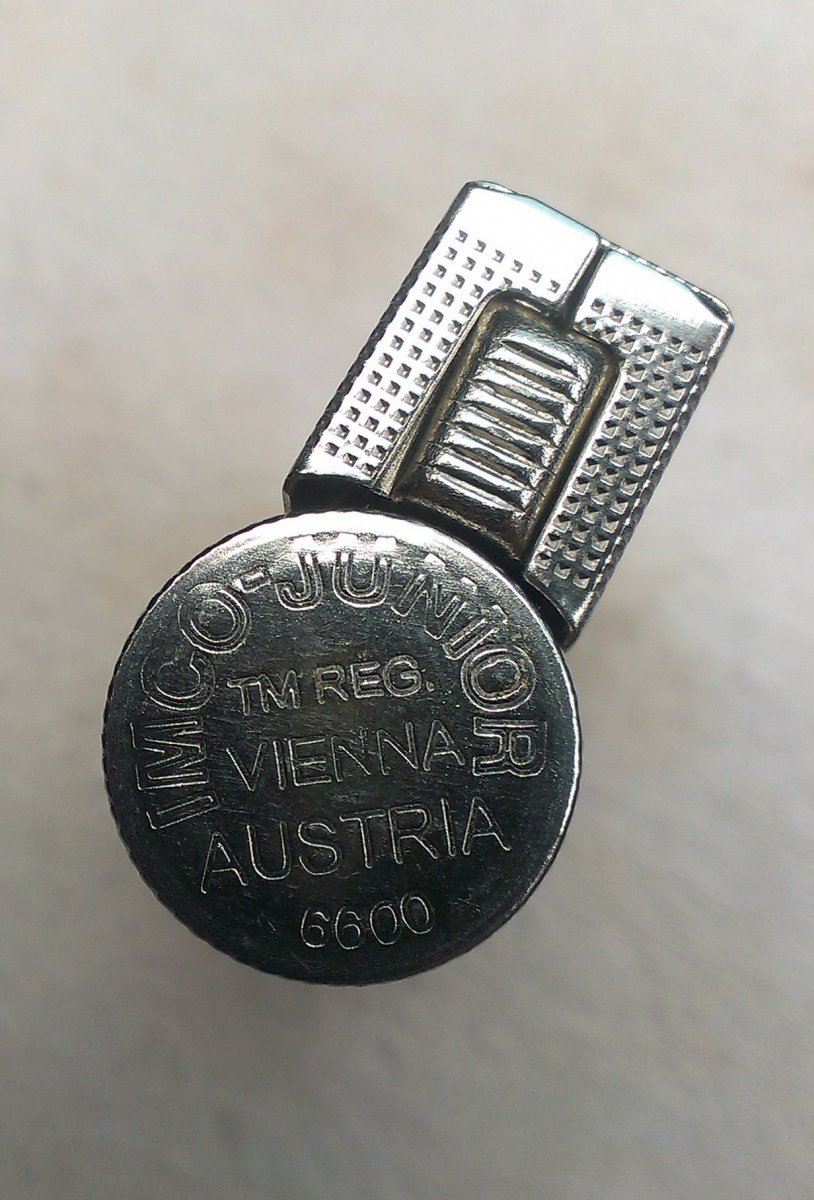 IMCO-JUNIOR
TM REG.
VIENNA
AUSTRIA
6600